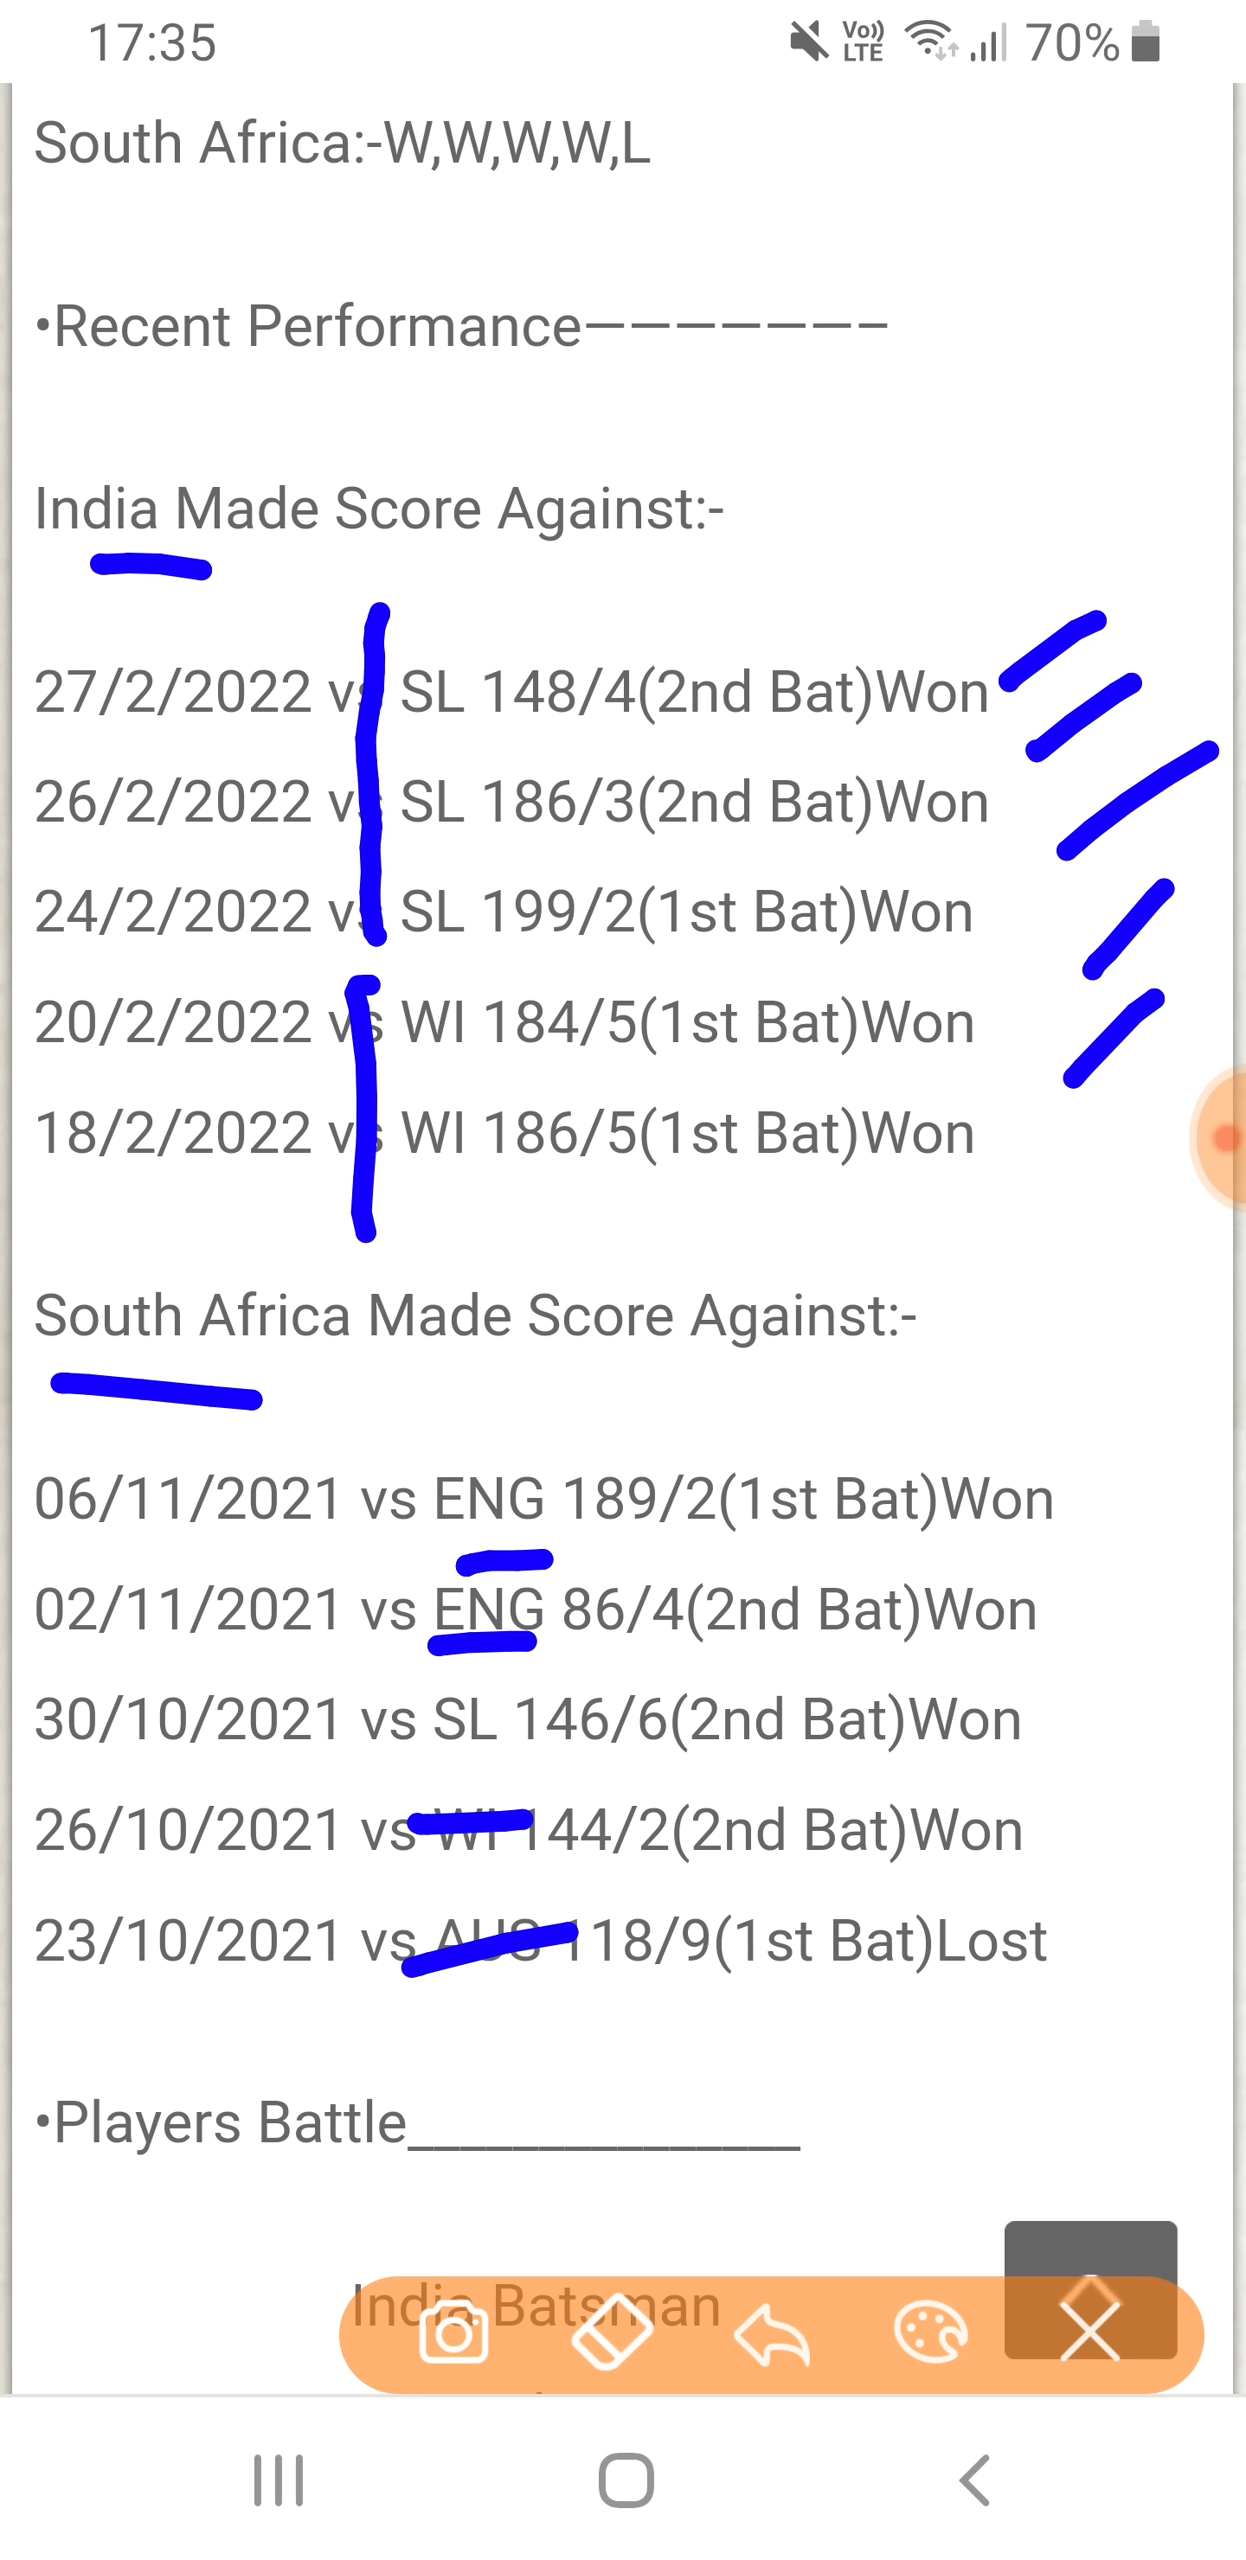 17:35
Vo)) LTE 70%
South Africa:-W,W,W,W,L
•Recent Performance———————
India Made Score Against:-
27/2/2022 vs SL 148/4(2nd Bat)Won
26/2/2022 vs SL 186/3(2nd Bat)Won
24/2/2022 vs SL 199/2(1st Bat)Won
20/2/2022 vs WI 184/5(1st Bat)Won
18/2/2022 vs WI 186/5(1st Bat)Won
South Africa Made Score Against:-
06/11/2021 vs ENG 189/2(1st Bat)Won
02/11/2021 vs ENG 86/4(2nd Bat)Won
30/10/2021 vs SL 146/6(2nd Bat)Won
26/10/2021 vs WI 144/2(2nd Bat)Won
23/10/2021 vs AUS 118/9(1st Bat)Lost
•Players Battle_______________
India Batsman